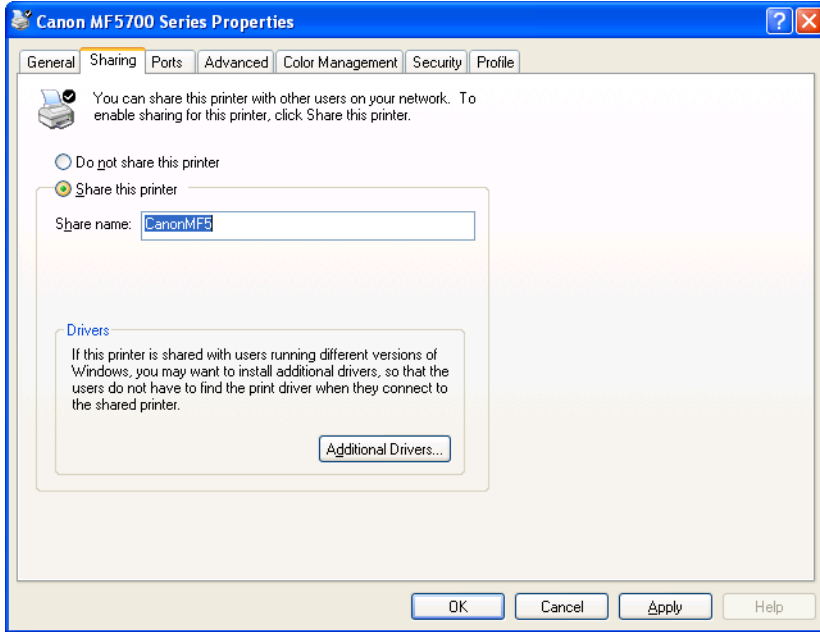 Canon MF5700 Series Properties
General Sharing Ports Advanced Color Management Security Profile
You can share this printer with other users on your network. To
enable sharing for this printer, click Share this printer.
Do not share this printer
Share this printer
Share name: CanonMF5
Drivers
If this printer is shared with users running different versions of
Windows, you may want to install additional drivers, so that the
users do not have to find the print driver when they connect to
the shared printer.
Additional Drivers...
OK Cancel Apply Help